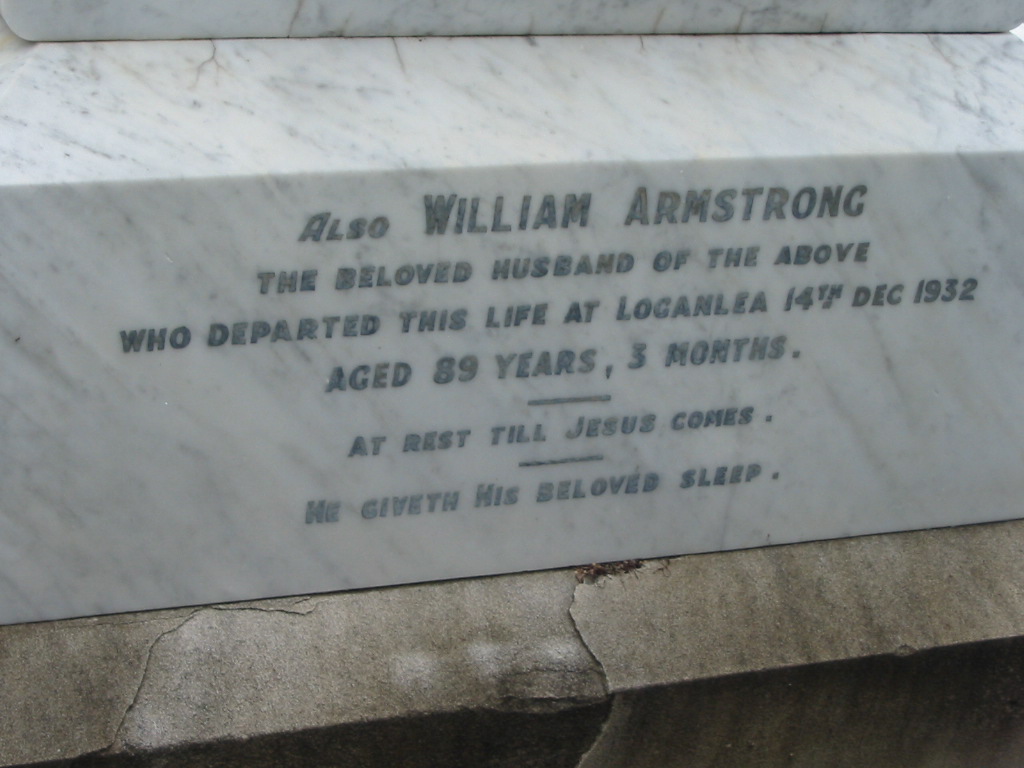 ALSO WILLIAM ARMSTRONG
THE BELOVED HUSBAND OF THE ABOVE
WHO DEPARTED THIS LIFE AT LOGANLEA 14TH DEC 1932
AGED 89 YEARS, 3 MONTHS.
AT REST TILL JESUS COMES.
HE GIVETH HIS BELOVED SLEEP.